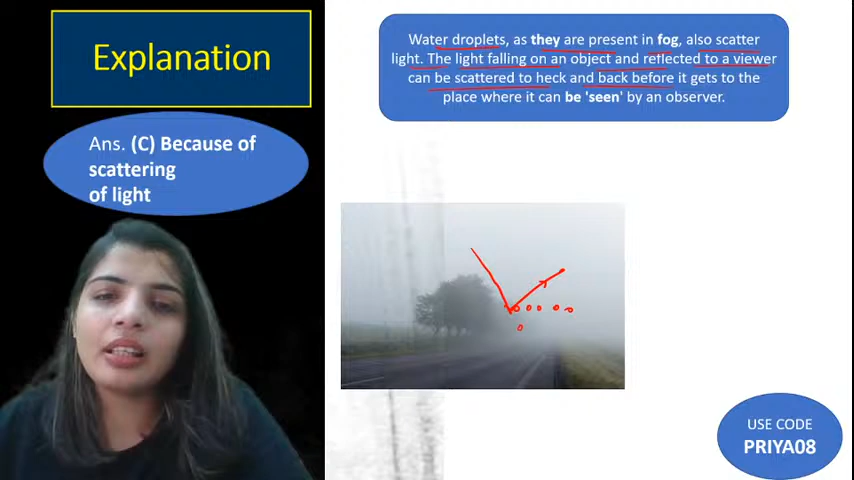 Explanation
Ans. (C) Because of
scattering
of light
Water droplets, as they are present in fog, also scatter
light. The light falling on an object and reflected to a viewer
can be scattered to heck and back before it gets to the
place where it can be 'seen' by an observer.
USE CODE
PRIYA08